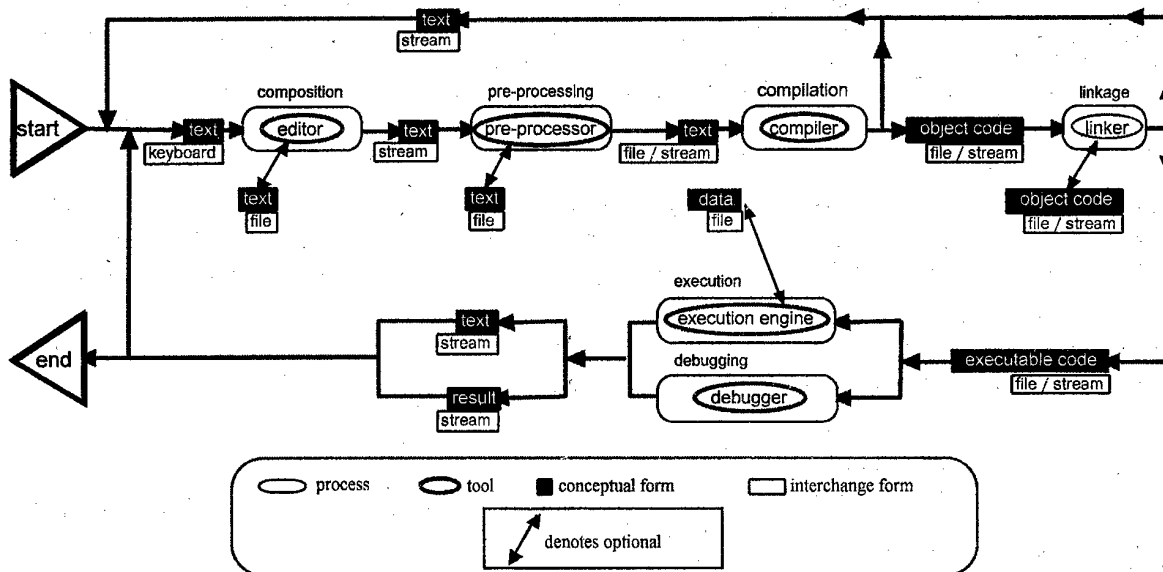 text
stream
composition
pre-processing
compilation
linkage
start
text
keyboard
editor
text
stream
pre-processor
text
file / stream
compiler
object code
file / stream
linker
text
file
text
file
data
file
object code
file / stream
execution
execution engine
text
stream
end
debugging
executable code
file / stream
result
stream
debugger
process
tool
conceptual form
interchange form
denotes optional